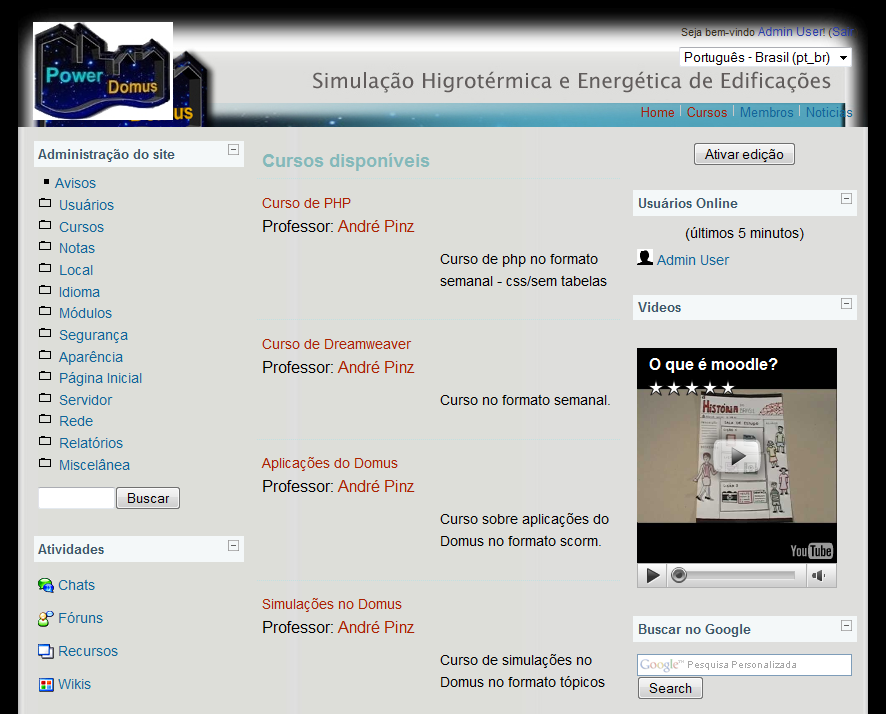 Power
Domus
us
Seja bem-vindo Admin User! (Sair
Português - Brasil (pt_br)
Simulação Higrotérmica e Energética de Edificações
Home Cursos Membros Noticias
Administração do site
Avisos
Usuários
Cursos
Notas
Local
Idioma
Módulos
Segurança
Aparência
Página Inicial
Servidor
Rede
Relatórios
Miscelânea
Buscar
Atividades
Chats
Fóruns
Recursos
Wikis
Cursos disponíveis
Curso de PHP
Professor: André Pinz
Curso de php no formato
semanal - css/sem tabelas
Curso de Dreamweaver
Professor: André Pinz
Curso no formato semanal.
Aplicações do Domus
Professor: André Pinz
Curso sobre aplicações do
Domus no formato scorm.
Simulações no Domus
Professor: André Pinz
Curso de simulações no
Domus no formato tópicos
Ativar edição
Usuários Online
(últimos 5 minutos)
Admin User
Videos
O que é moodle?
História
YouTube
Buscar no Google
Google™ Pesquisa Personalizada
Search